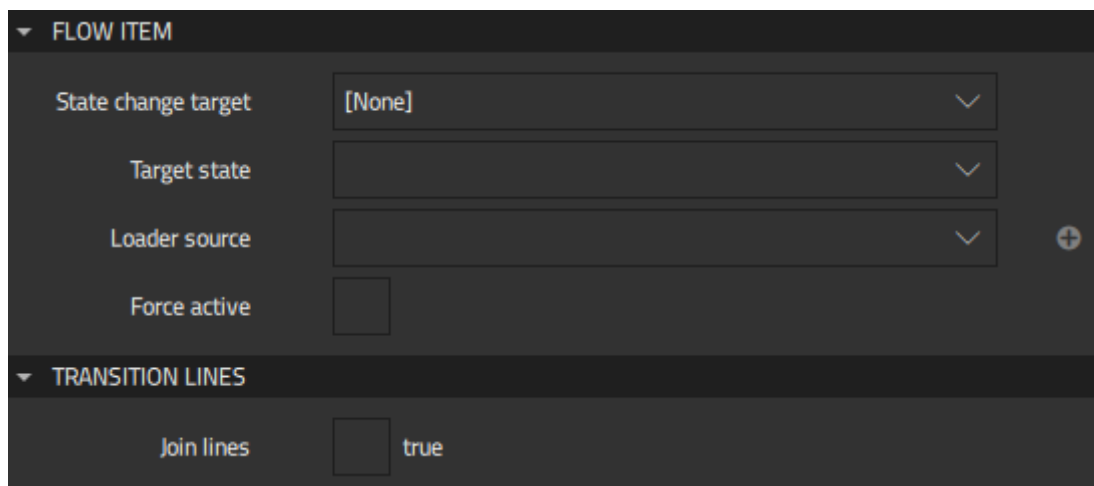 FLOW ITEM
State change target [None]
Target state
Loader source
Force active
TRANSITION LINES
Join lines true